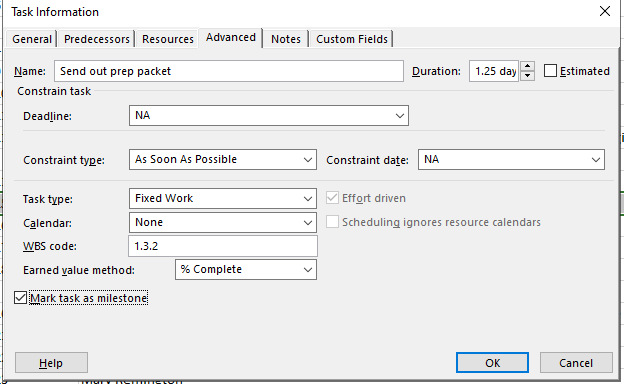 Task Information
General Predecessors Resources Advanced Notes Custom Fields
Name: Send out prep packet Duration: 1.25 day Estimated
Constrain task
Deadline: NA
Constraint type: As Soon As Possible Constraint date: NA
Task type: Fixed Work Effort driven
Calendar: None Scheduling ignores resource calendars
WBS code: 1.3.2
Earned value method: % Complete
Mark task as milestone
Help OK Cancel
Mary Remington